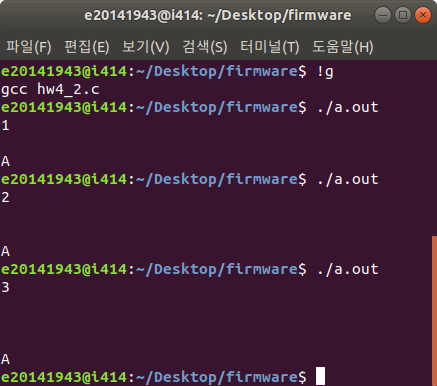 e20141943@i414: ~/Desktop/firmware
파일(F) 편집(E) 보기(V) 검색(S) 터미널(T) 도움말(H)
e20141943@i414:~/Desktop/firmware$ !g
gcc hw4_2.c
e20141943@i414:~/Desktop/firmware$ ./a.out
1
A
e20141943@i414:~/Desktop/firmware$ ./a.out
2
A
e20141943@i414:~/Desktop/firmware$ ./a.out
3
A
e20141943@i414:~/Desktop/firmware$